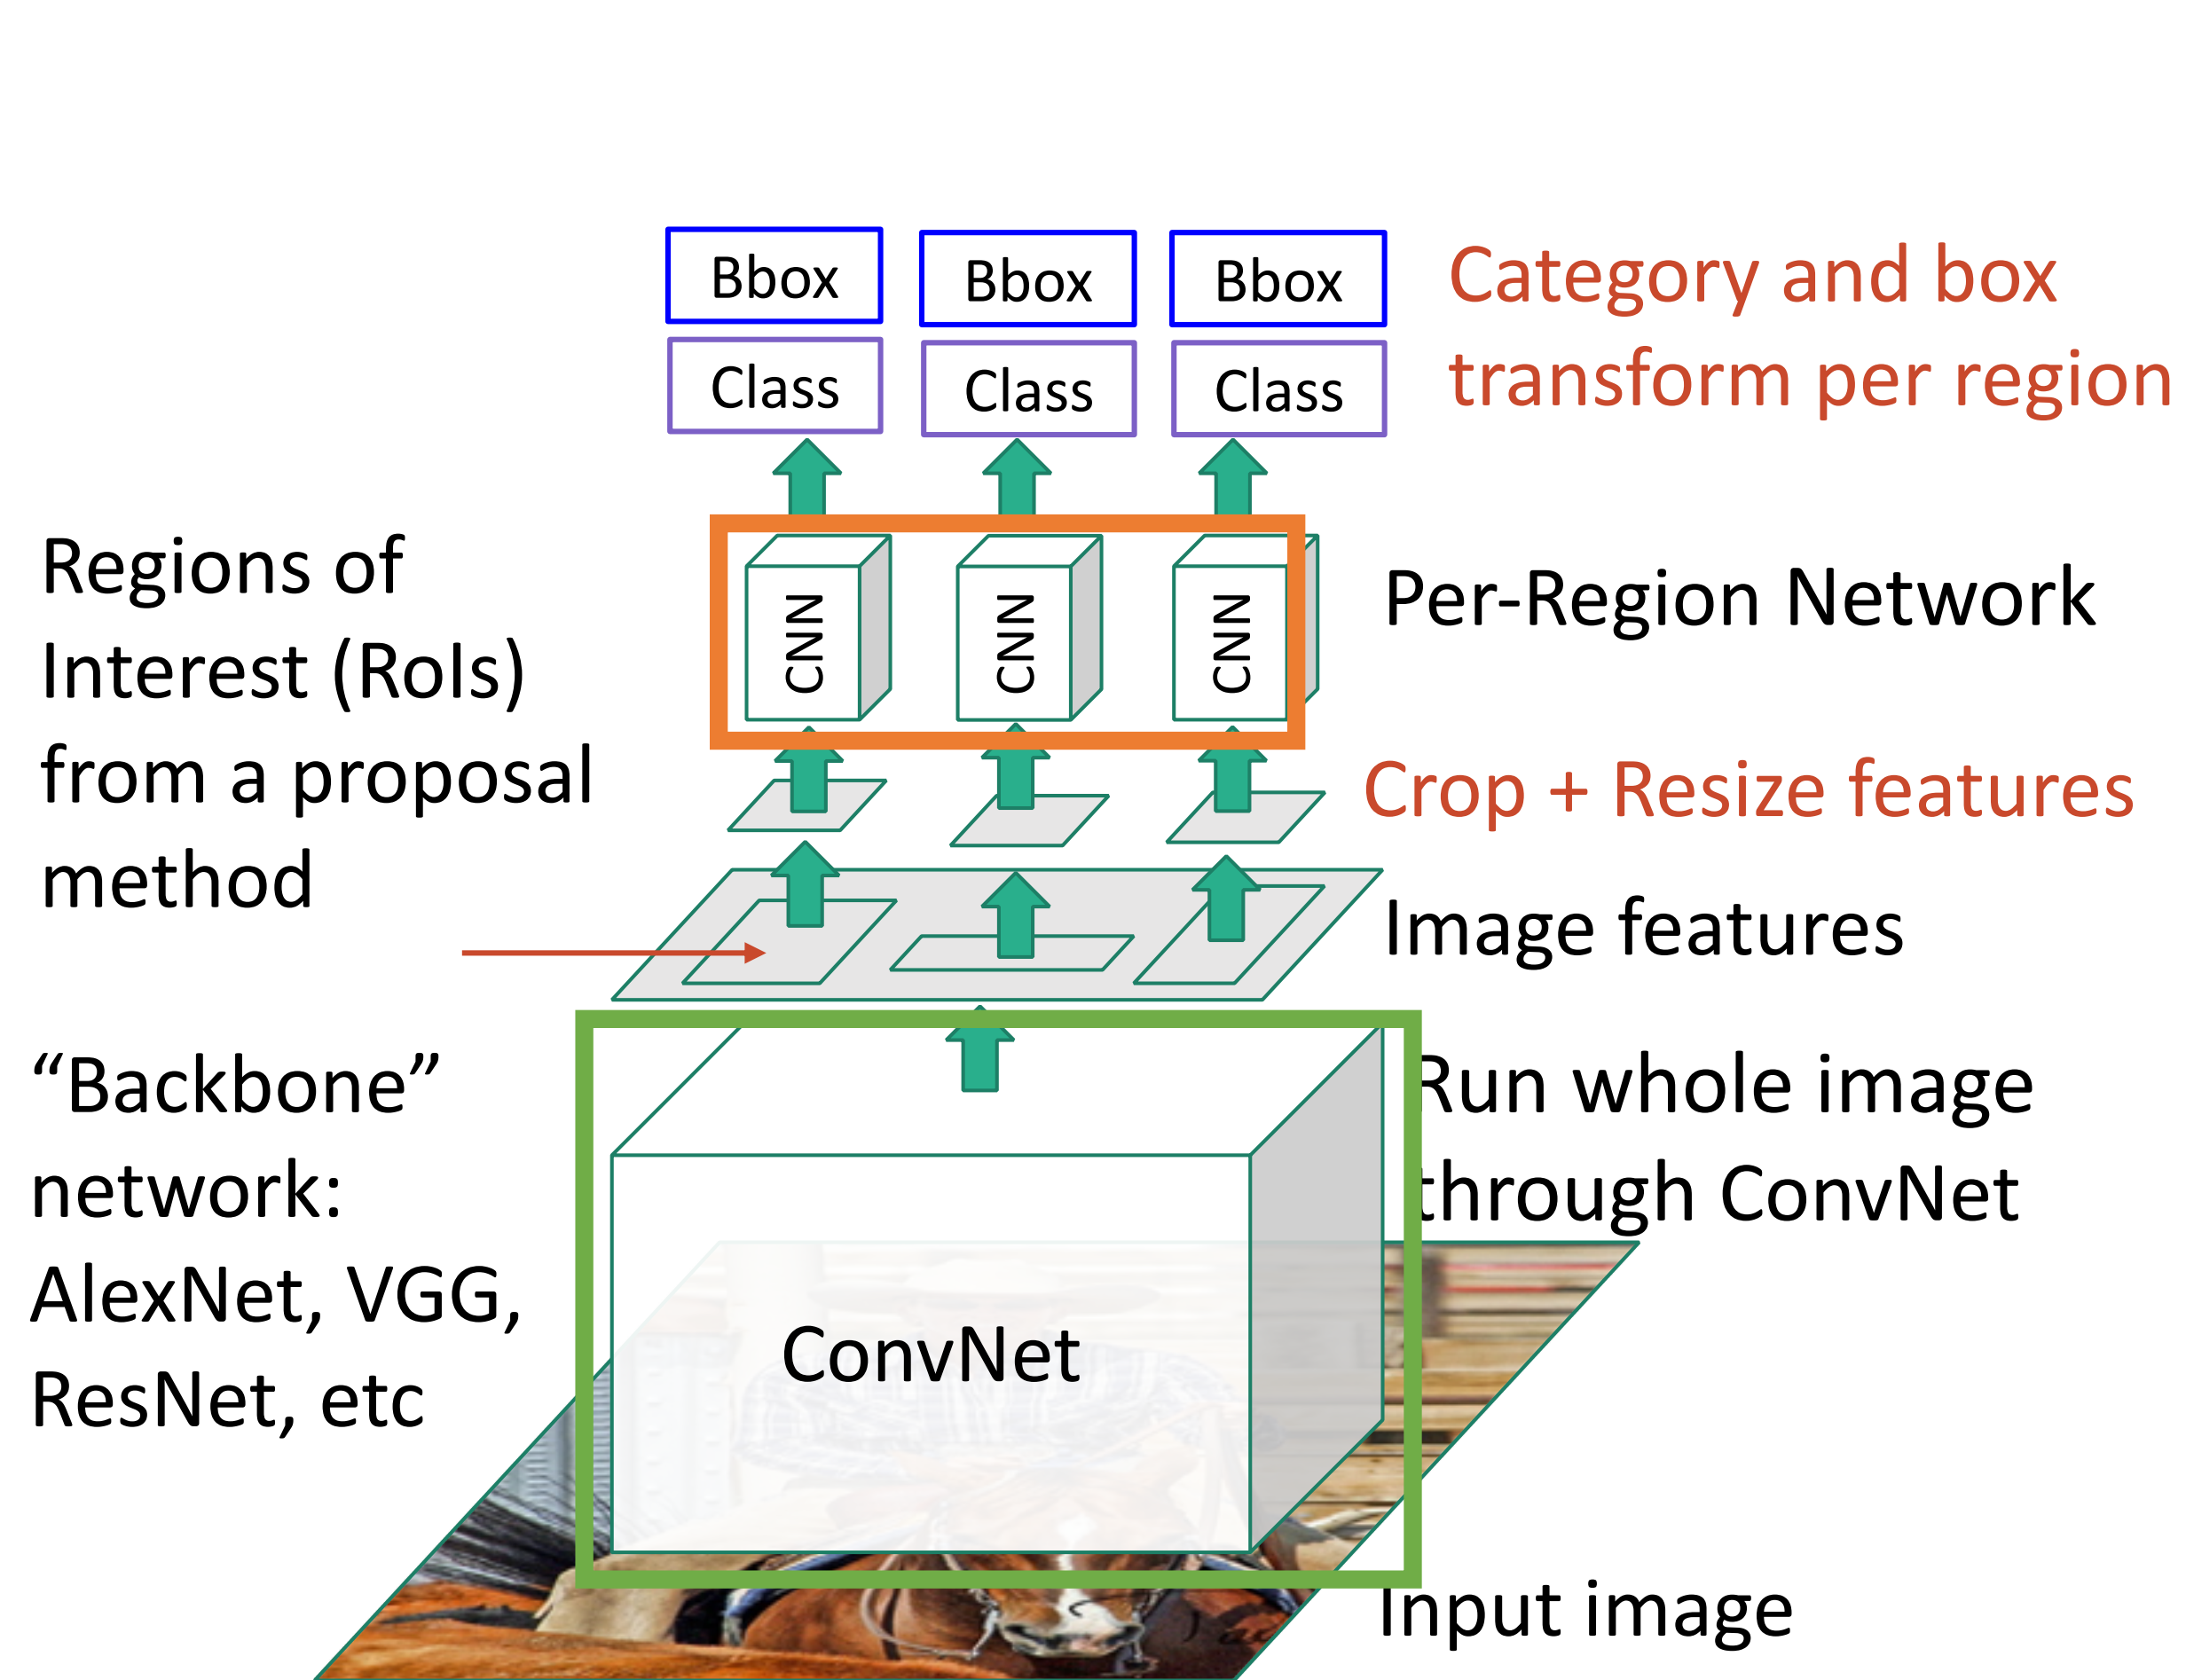 Bbox
Bbox
Bbox
Category and box
transform per region
Class
Class
Class
Regions of
Interest (RoIs)
from a proposal
method
CNN
CNN
CNN
Per-Region Network
Crop + Resize features
Image features
“Backbone”
network:
AlexNet, VGG,
ResNet, etc
Run whole image
through ConvNet
ConvNet
Input image